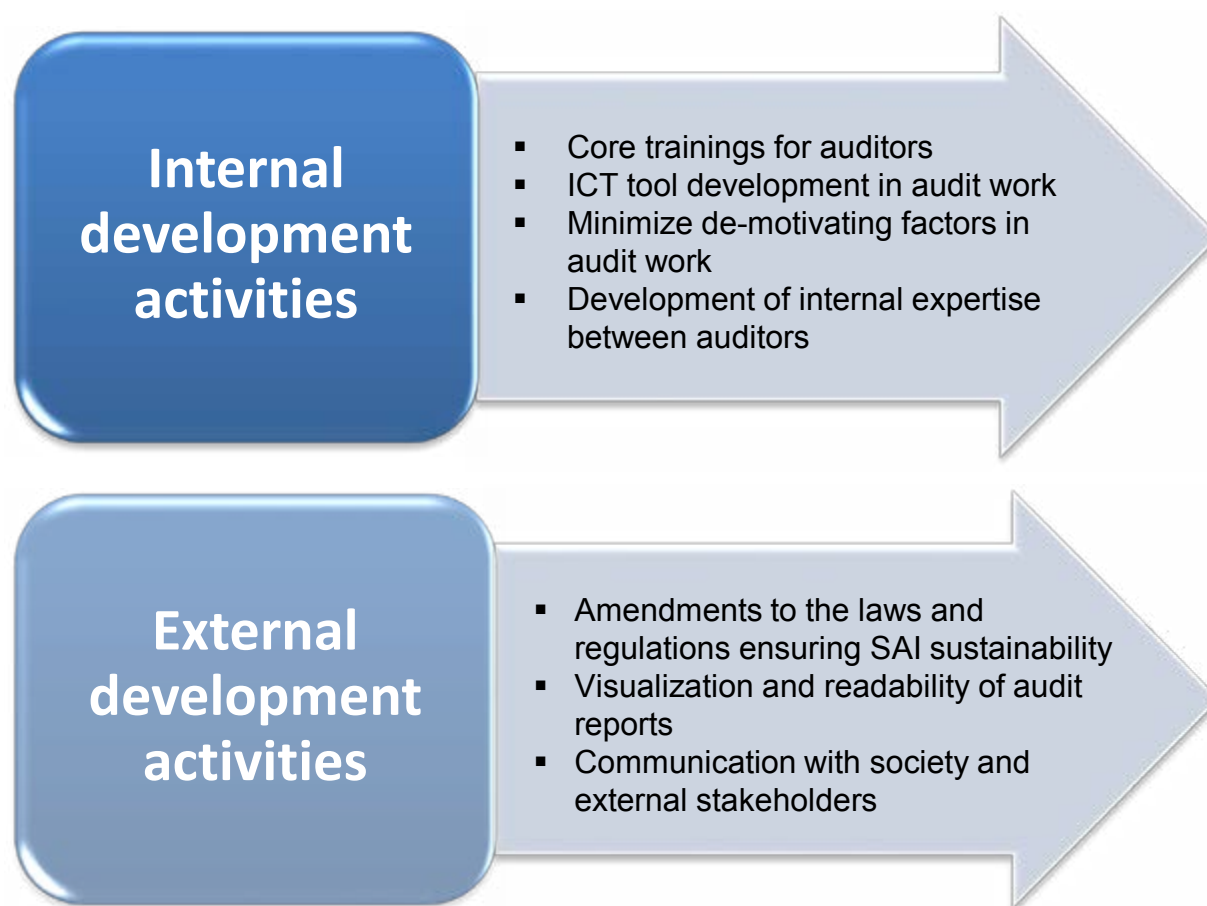 Internal
development
activities
▪ Core trainings for auditors
▪ ICT tool development in audit work
▪ Minimize de-motivating factors in
audit work
▪ Development of internal expertise
between auditors
External
development
activities
▪ Amendments to the laws and
regulations ensuring SAI sustainability
▪ Visualization and readability of audit
reports
▪ Communication with society and
external stakeholders